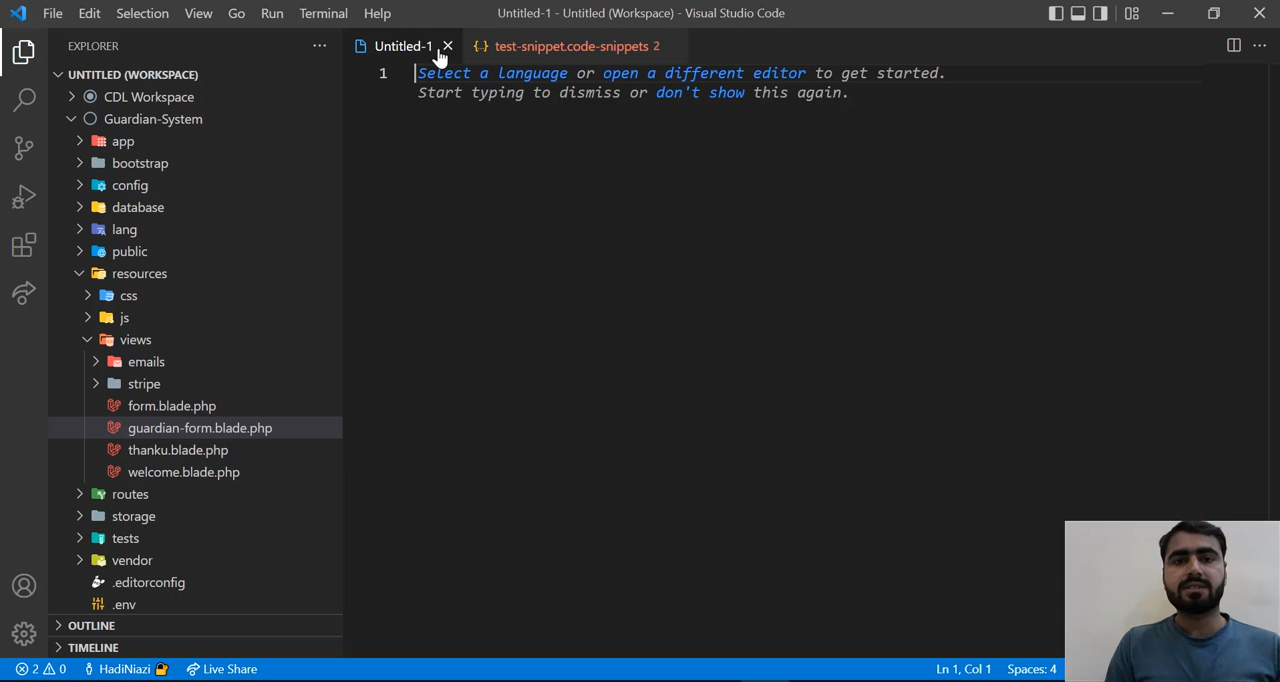 File Edit Selection View Go Run Terminal Help Untitled-1 - Untitled (Workspace) - Visual Studio Code
EXPLORER
Untitled-1 test-snippet.code-snippets 2
UNTITLED (WORKSPACE)
1 Select a language or open a different editor to get started.
Start typing to dismiss or don't show this again.
CDL Workspace
Guardian-System
app
bootstrap
config
database
lang
public
resources
css
js
views
emails
stripe
form.blade.php
guardian-form.blade.php
thanku.blade.php
welcome.blade.php
routes
storage
tests
vendor
.editorconfig
.env
OUTLINE
TIMELINE
2 0 HadiNiazi Live Share Ln 1, Col 1 Spaces: 4